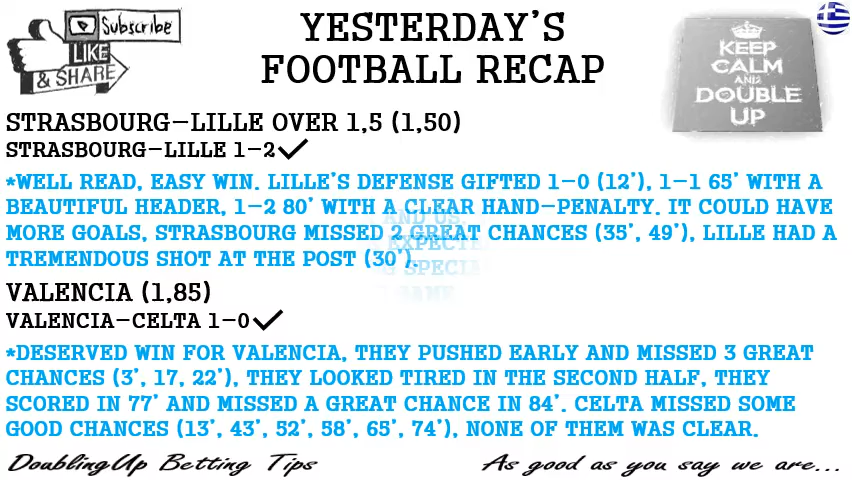 Subscribe
LIKE
& SHARE
YESTERDAY'S
FOOTBALL RECAP
KEEP
CALM
AND
DOUBLE
UP
STRASBOURG-LILLE OVER 1,5 (1,50)
STRASBOURG-LILLE 1-2
*WELL READ, EASY WIN. LILLE'S DEFENSE GIFTED 1-0 (12'), 1-1 65' WITH A
BEAUTIFUL HEADER, 1-2 80' WITH A CLEAR HAND-PENALTY. IT COULD HAVE
MORE GOALS, STRASBOURG MISSED 2 GREAT CHANCES (35', 49'), LILLE HAD A
TREMENDOUS SHOT AT THE POST (30').
VALENCIA (1,85)
VALENCIA-CELTA 1-0
*DESERVED WIN FOR VALENCIA, THEY PUSHED EARLY AND MISSED 3 GREAT
CHANCES (3', 17, 22'), THEY LOOKED TIRED IN THE SECOND HALF, THEY
SCORED IN 77' AND MISSED A GREAT CHANCE IN 84'. CELTA MISSED SOME
GOOD CHANCES (13', 43', 52', 58', 65', 74'), NONE OF THEM WAS CLEAR.
DoublingUp Betting Tips
As good as you say we are...